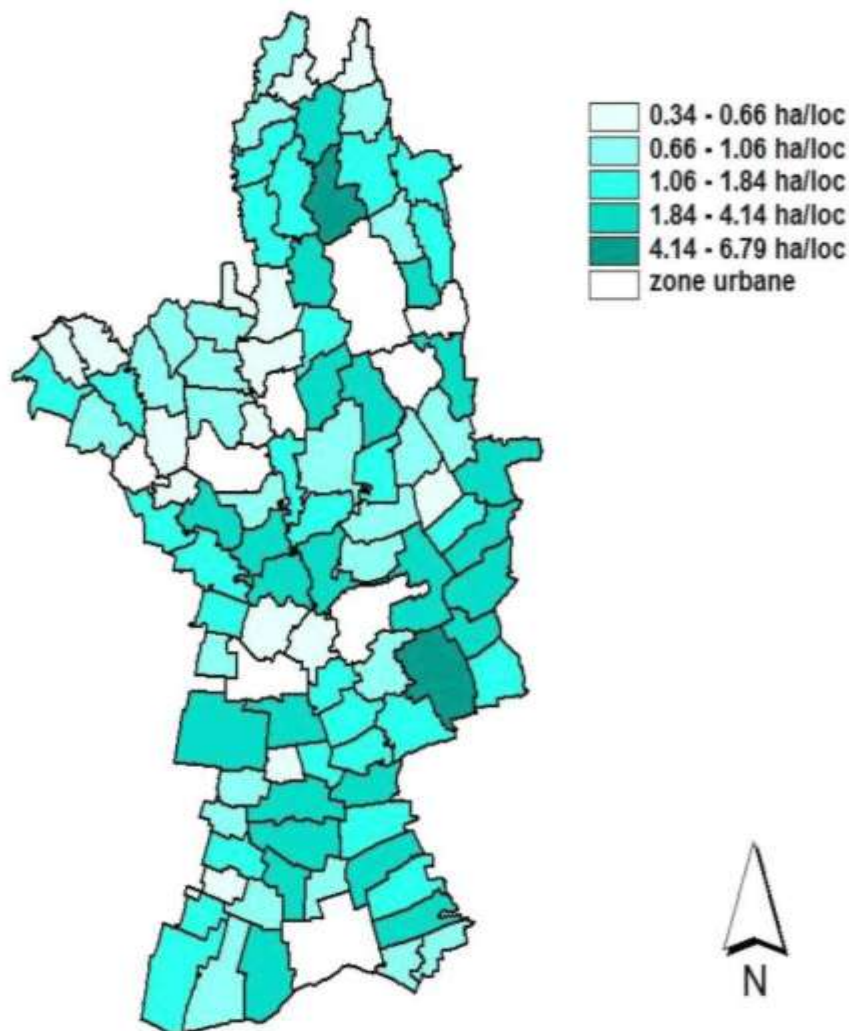 0.34 - 0.66 ha/loc
0.66 - 1.06 ha/loc
1.06 - 1.84 ha/loc
1.84 - 4.14 ha/loc
4.14 - 6.79 ha/loc
zone urbane
N